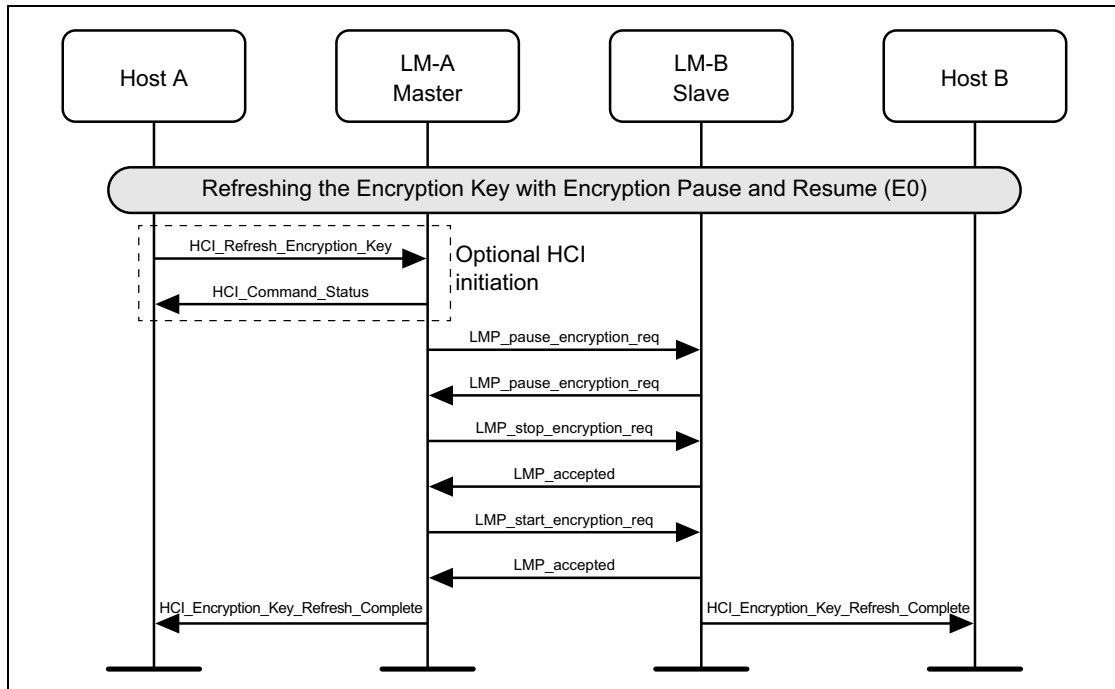 Host A
LM-A
Master
LM-B
Slave
Host B
Refreshing the Encryption Key with Encryption Pause and Resume (E0)
HCI_Refresh_Encryption_Key
Optional HCI
initiation
HCI_Command_Status
LMP_pause_encryption_req
LMP_pause_encryption_req
LMP_stop_encryption_req
LMP_accepted
LMP_start_encryption_req
LMP_accepted
HCI_Encryption_Key_Refresh_Complete
HCI_Encryption_Key_Refresh_Complete